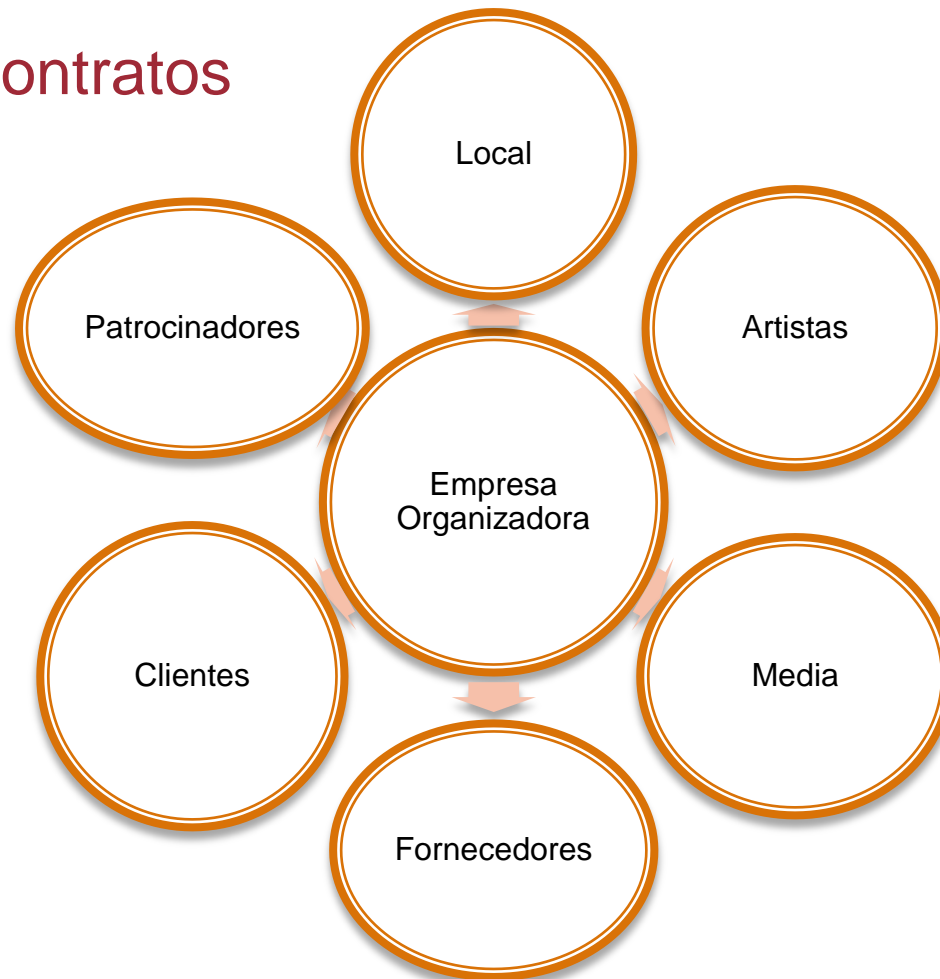 ontratos
Local
Patrocinadores
Artistas
Empresa
Organizadora
Clientes
Media
Fornecedores